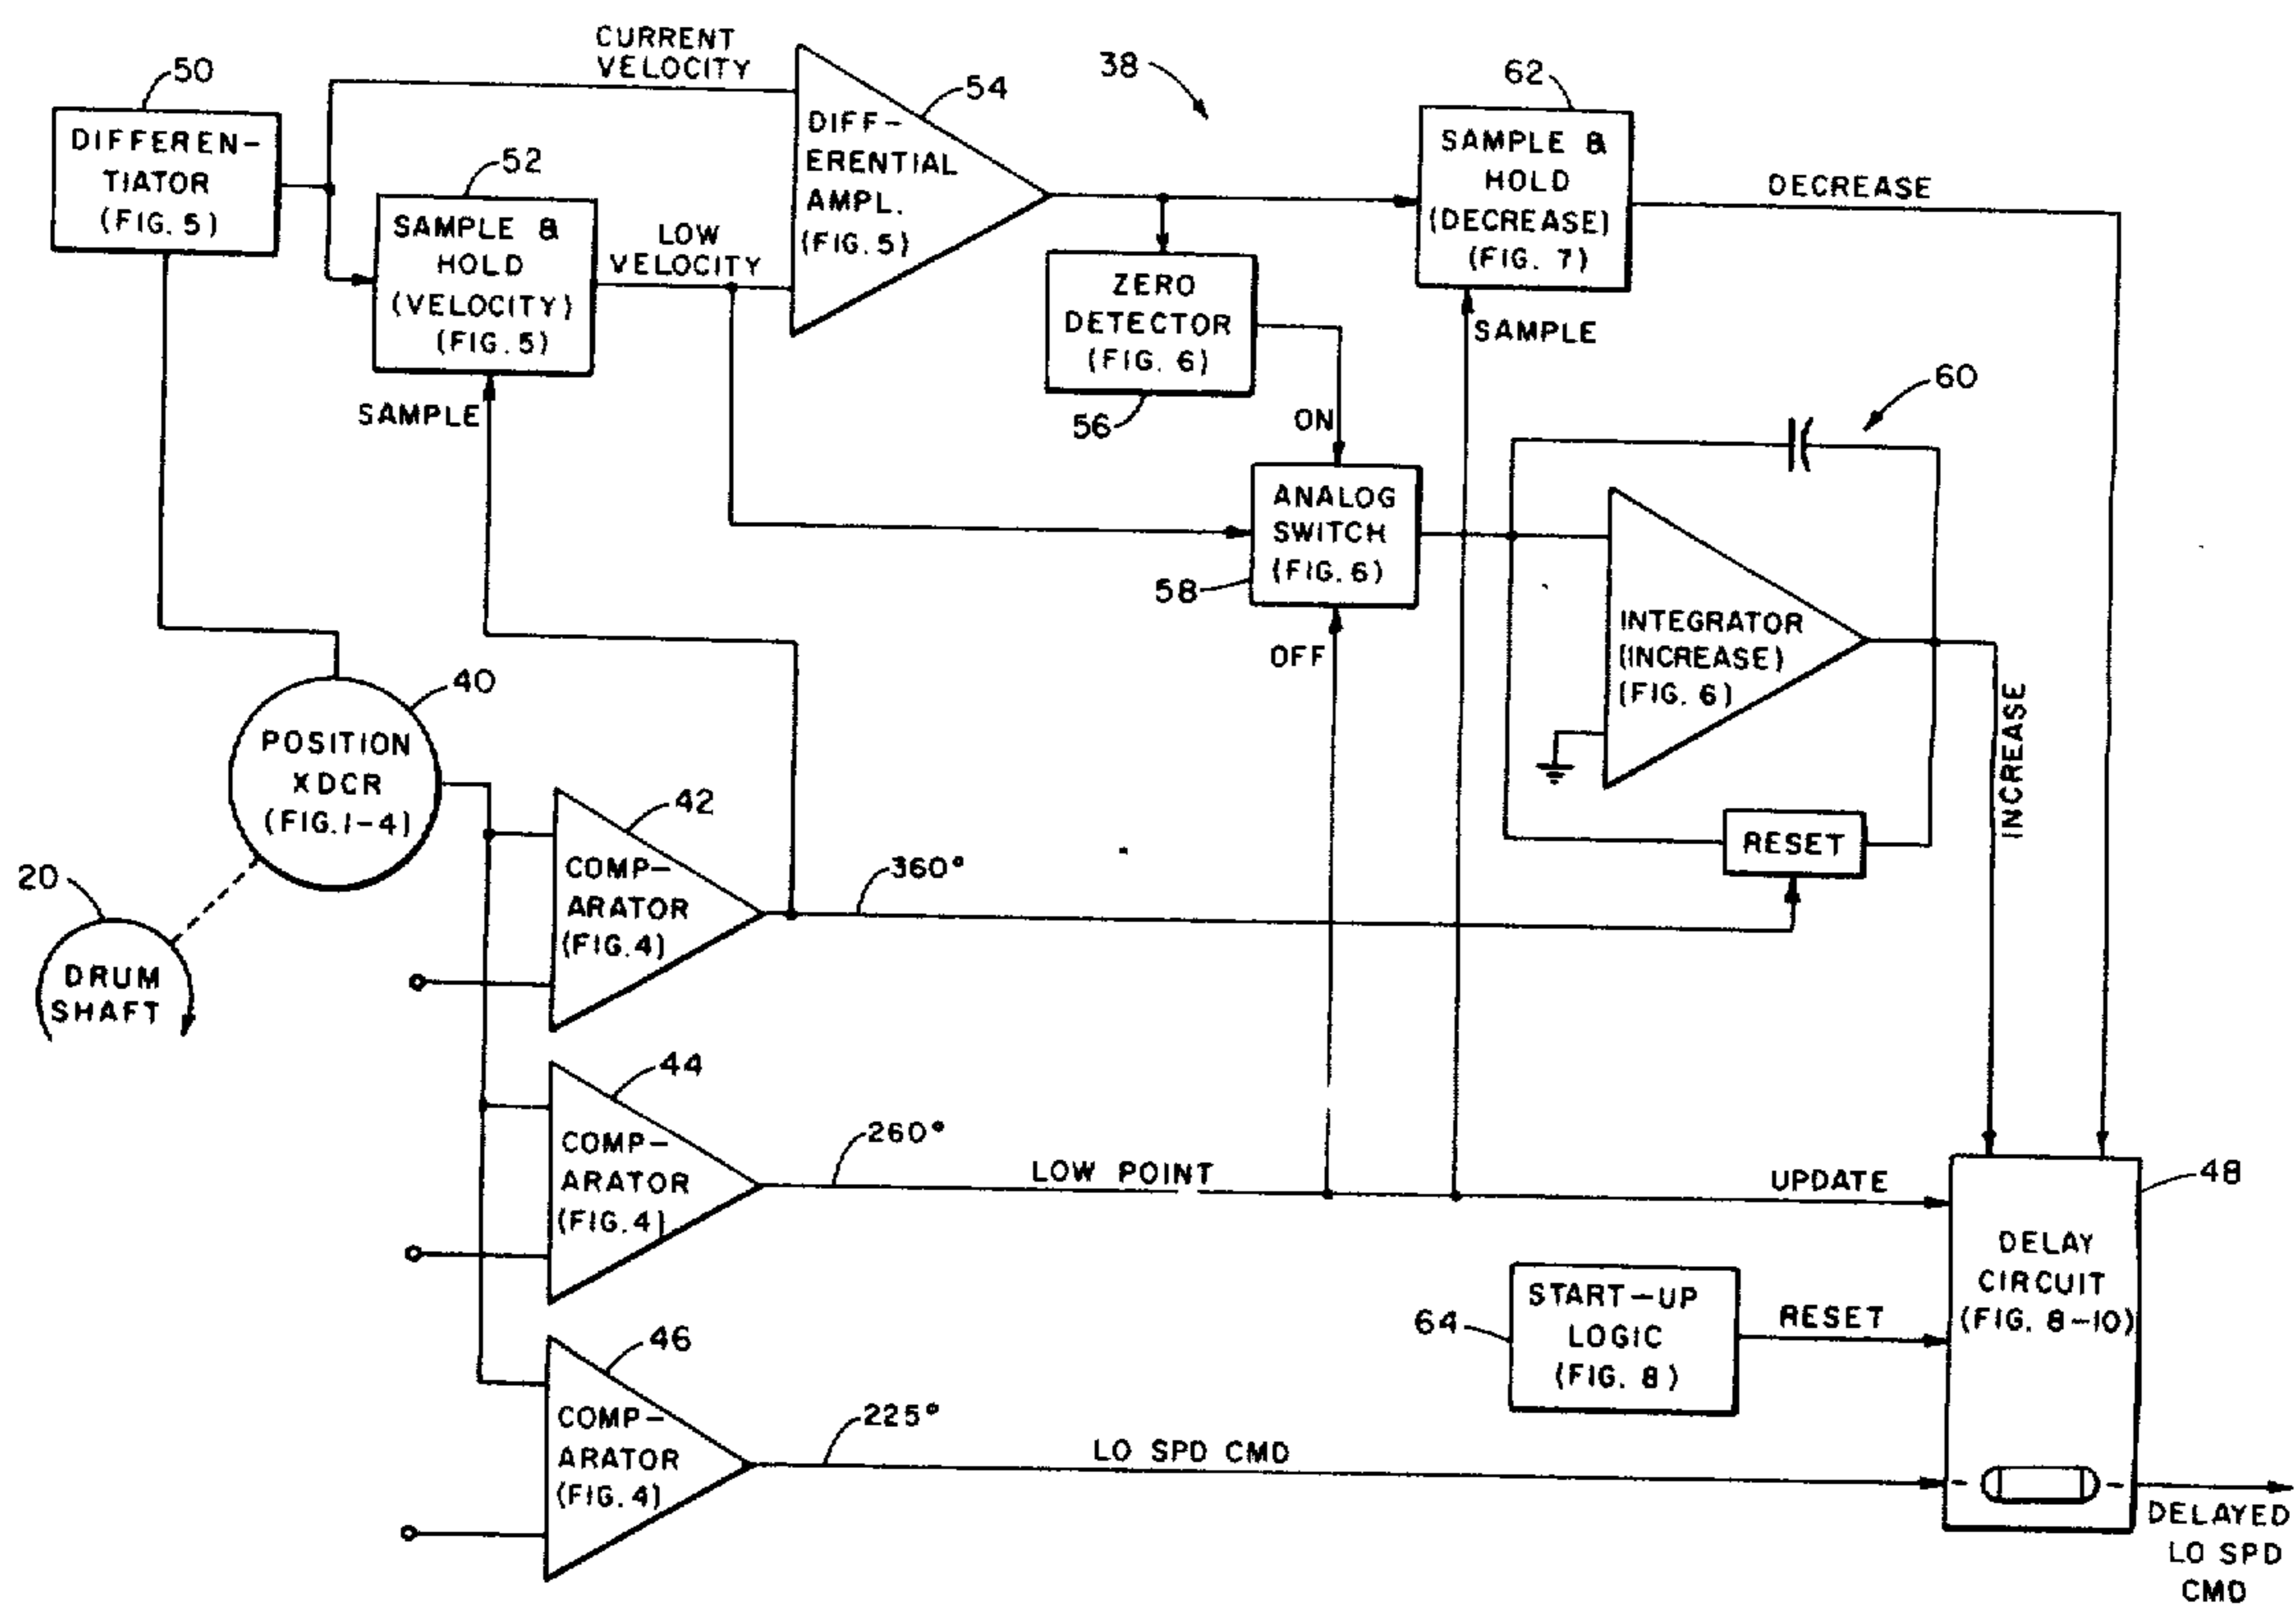 CURRENT
VELOCITY
50
DIFFEREN-
TIATOR
(FIG. 5)
52
SAMPLE &
HOLD
(VELOCITY)
(FIG. 5)
SAMPLE
LOW
VELOCITY
54
DIFF-
ERENTIAL
AMPL.
(FIG. 5)
38
62
SAMPLE &
HOLD
(DECREASE)
(FIG. 7)
DECREASE
SAMPLE
ZERO
DETECTOR
(FIG. 6)
56
ON
60
ANALOG
SWITCH
(FIG. 6)
58
OFF
INTEGRATOR
(INCREASE)
(FIG. 6)
RESET
INCREASE
40
POSITION
XDCR
(FIG. 1-4)
20
DRUM
SHAFT
42
COMP-
ARATOR
(FIG. 4)
360°
44
COMP-
ARATOR
(FIG. 4)
260°
LOW POINT
UPDATE
48
DELAY
CIRCUIT
(FIG. 8-10)
64
START-UP
LOGIC
(FIG. 8)
RESET
46
COMP-
ARATOR
(FIG. 4)
225°
LO SPD CMD
DELAYED
LO SPD
CMD